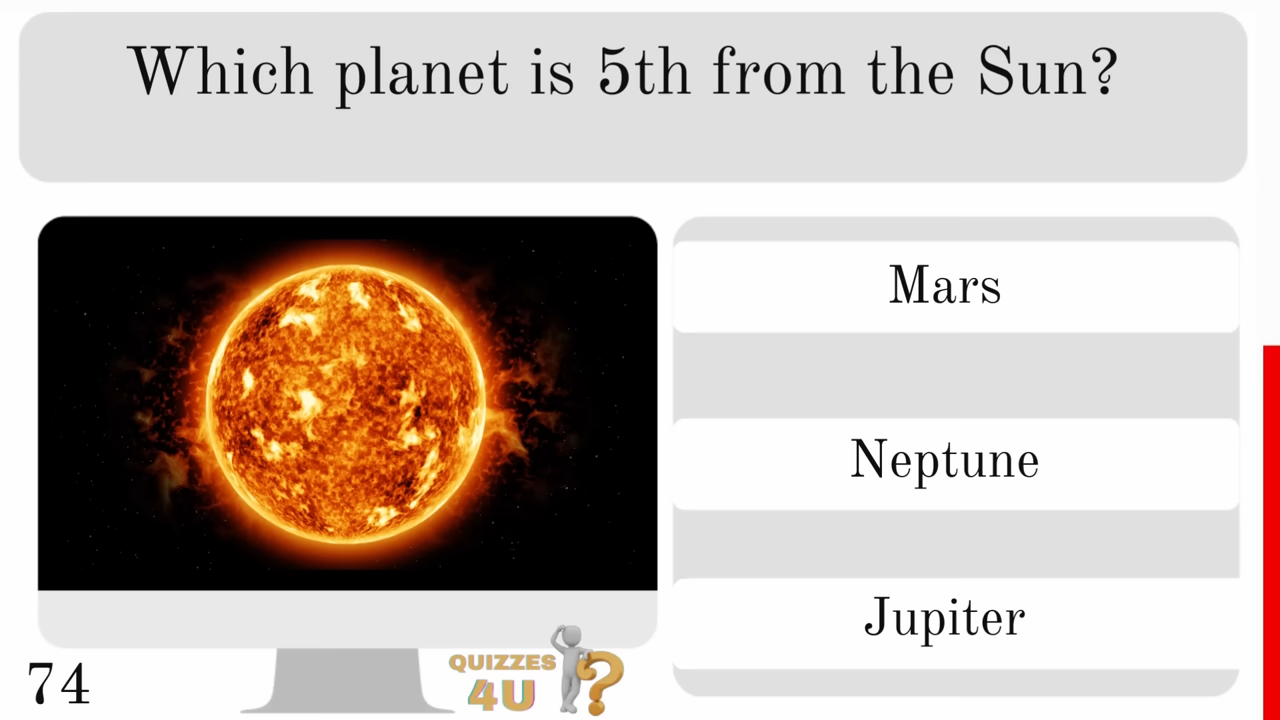 Which planet is 5th from the Sun?
Mars
Neptune
Jupiter
74
QUIZZES
4U